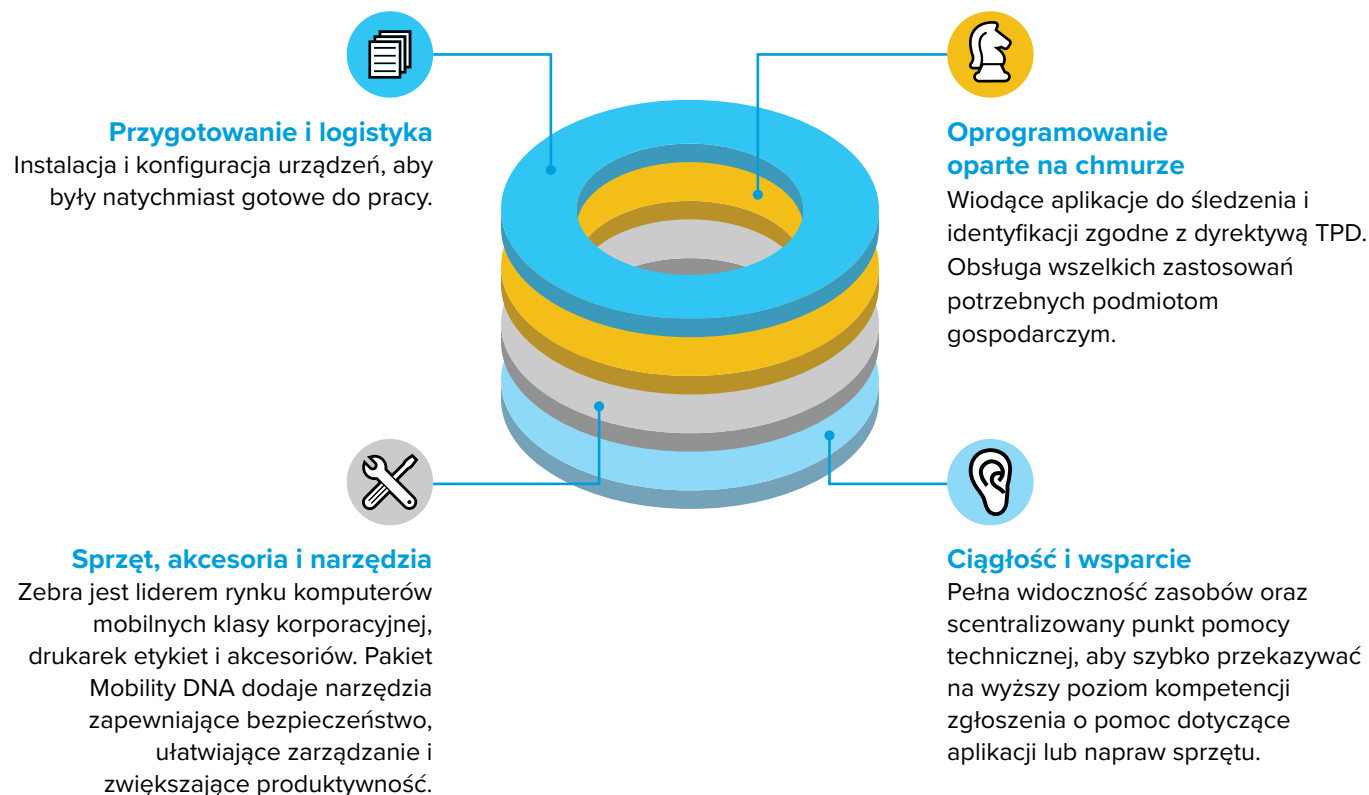 Przygotowanie i logistyka
Instalacja i konfiguracja urządzeń, aby
były natychmiast gotowe do pracy.
Oprogramowanie
oparte na chmurze
Wiodące aplikacje do śledzenia i
identyfikacji zgodne z dyrektywą TPD.
Obsługa wszelkich zastosowań
potrzebnych podmiotom
gospodarczym.
Sprzęt, akcesoria i narzędzia
Zebra jest liderem rynku komputerów
mobilnych klasy korporacyjnej,
drukarek etykiet i akcesoriów. Pakiet
Mobility DNA dodaje narzędzia
zapewniające bezpieczeństwo,
ułatwiające zarządzanie i
zwiększające produktywność.
Ciągłość i wsparcie
Pełna widoczność zasobów oraz
scentralizowany punkt pomocy
technicznej, aby szybko przekazywać
na wyższy poziom kompetencji
zgłoszenia o pomoc dotyczące
aplikacji lub napraw sprzętu.